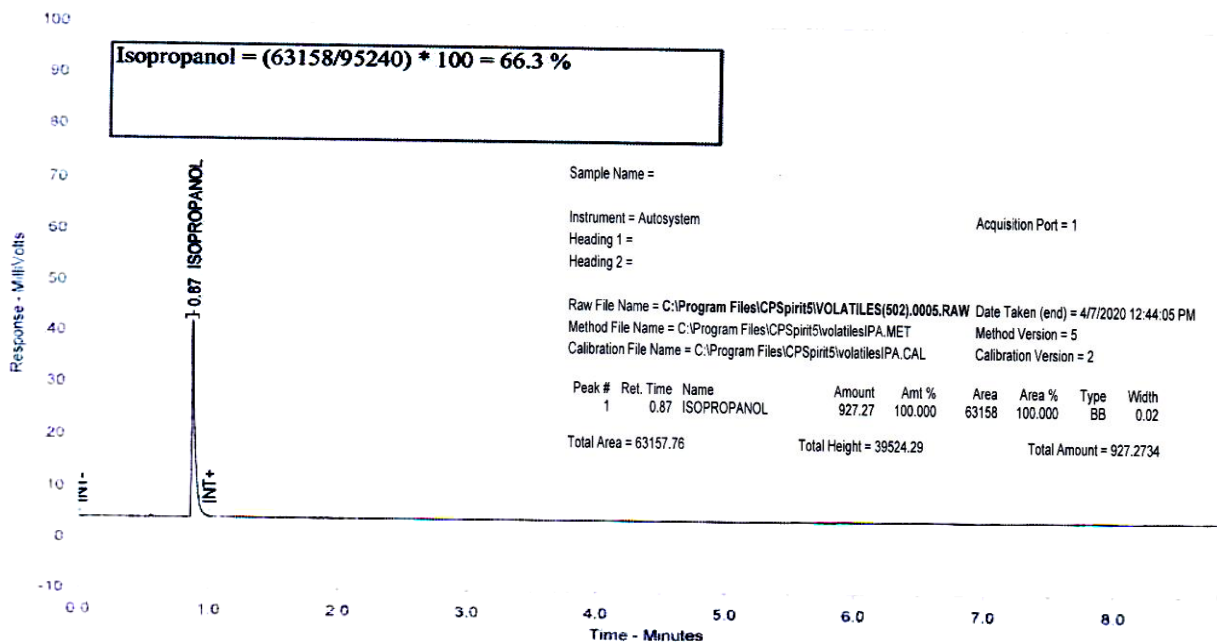 100
Isopropanol = (63158/95240) * 100 = 66.3 %
90
80
70
60
50
40
30
20
10
0
-10
Response - MilliVolts
INT-
] 0.87 ISOPROPANOL
INT+
Sample Name =
Instrument = Autosystem Acquisition Port = 1
Heading 1 =
Heading 2 =
Raw File Name = C:\Program Files\CPSpirit5\VOLATILES(502).0005.RAW Date Taken (end) = 4/7/2020 12:44:05 PM
Method File Name = C:\Program Files\CPSpirit5\volatilesIPA.MET Method Version = 5
Calibration File Name = C:\Program Files\CPSpirit5\volatilesIPA.CAL Calibration Version = 2
Peak # Ret. Time Name Amount Amt % Area Area % Type Width
1 0.87 ISOPROPANOL 927.27 100.000 63158 100.000 BB 0.02
Total Area = 63157.76 Total Height = 39524.29 Total Amount = 927.2734
0.0 1.0 2.0 3.0 4.0 5.0 6.0 7.0 8.0
Time - Minutes